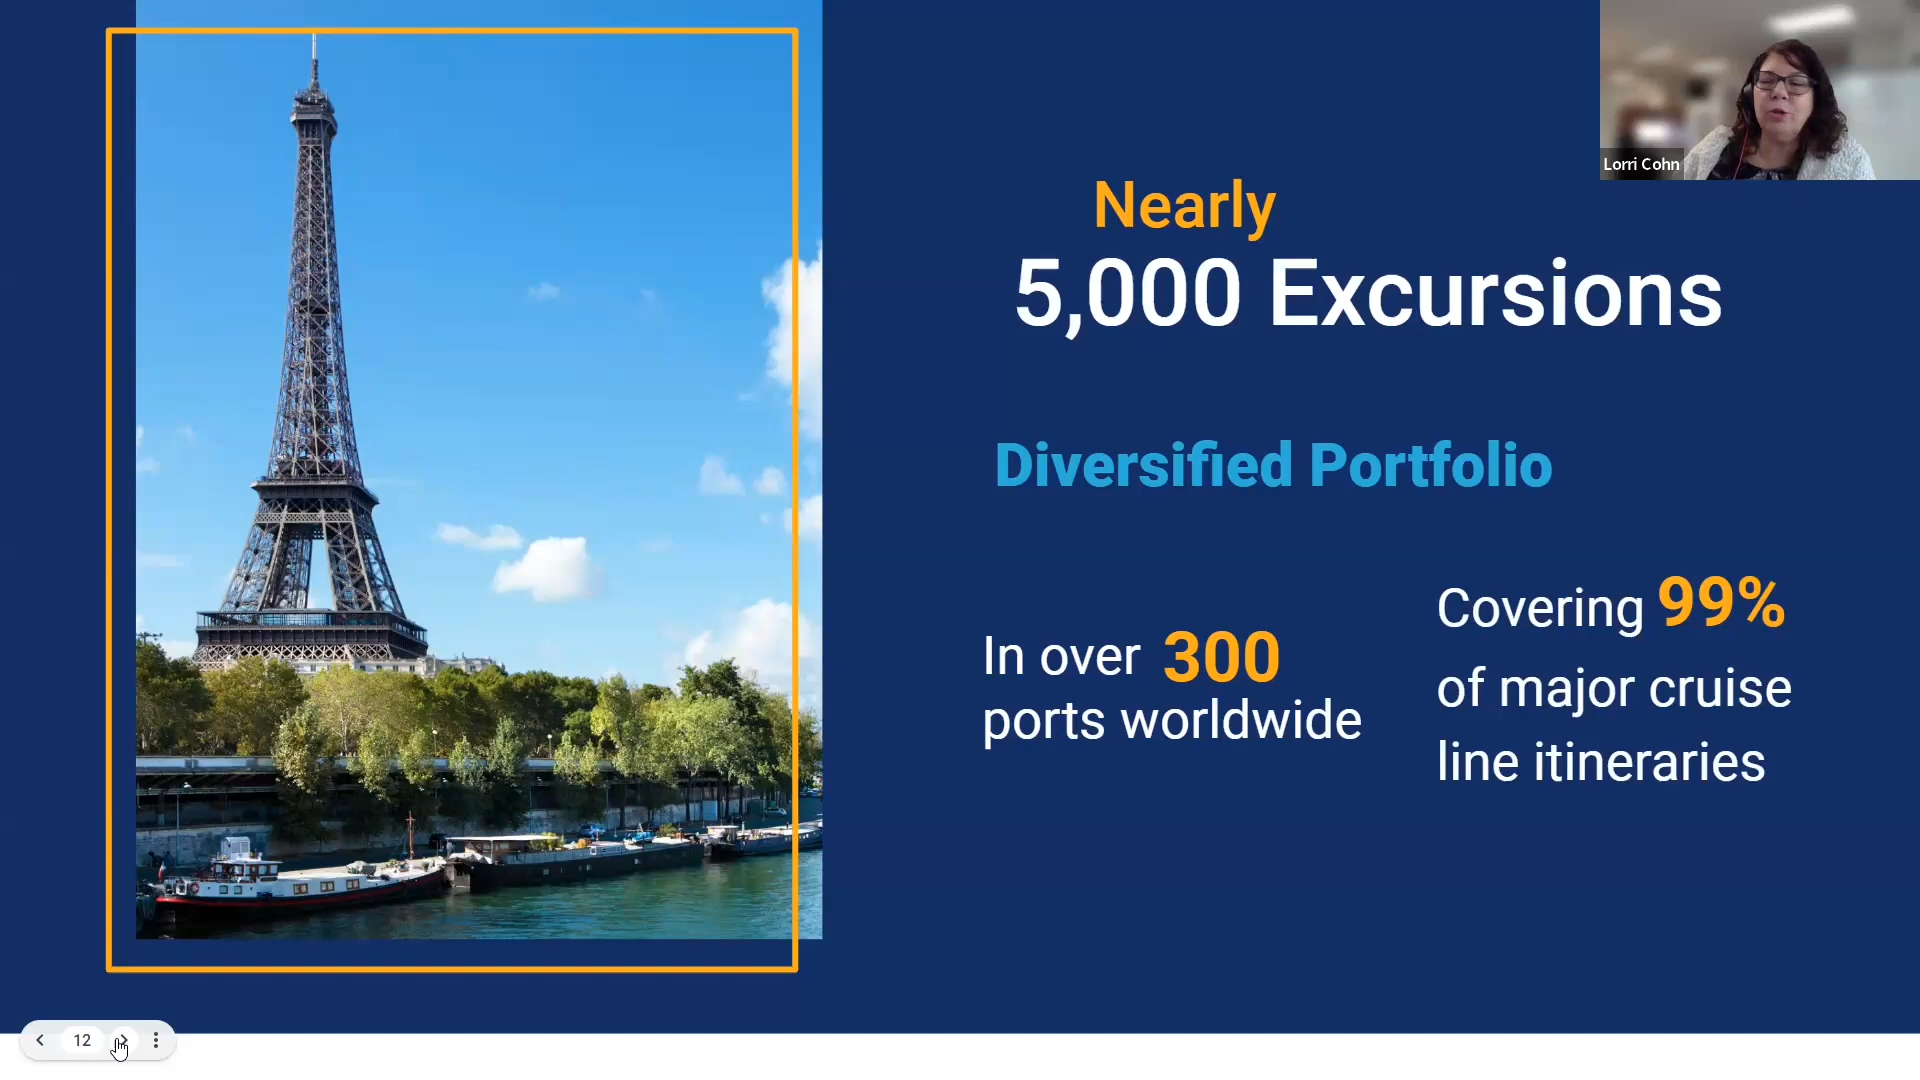 Lorri Cohn
Nearly
5,000 Excursions
Diversified Portfolio
In over 300
ports worldwide
Covering 99%
of major cruise
line itineraries
12